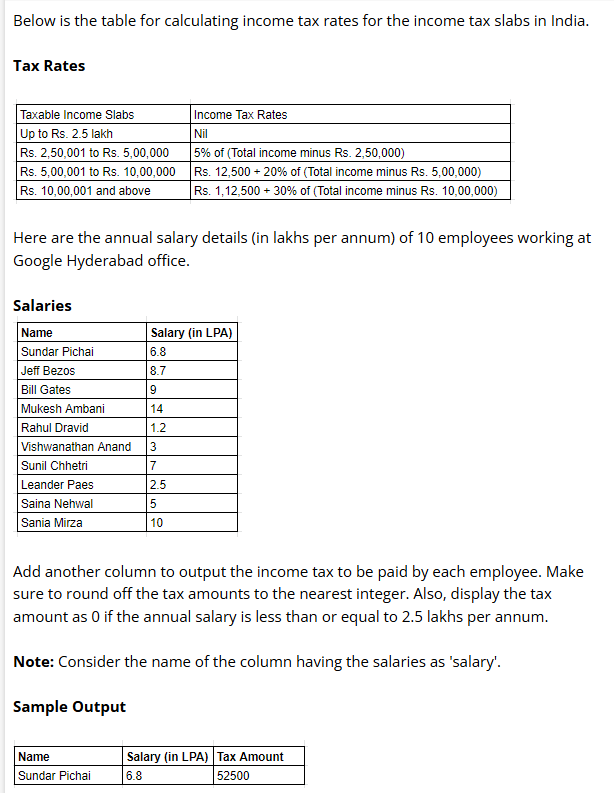 Below is the table for calculating income tax rates for the income tax slabs in India.
Tax Rates
Taxable Income Slabs Income Tax Rates
Up to Rs. 2.5 lakh Nil
Rs. 2,50,001 to Rs. 5,00,000 5% of (Total income minus Rs. 2,50,000)
Rs. 5,00,001 to Rs. 10,00,000 Rs. 12,500 + 20% of (Total income minus Rs. 5,00,000)
Rs. 10,00,001 and above Rs. 1,12,500 + 30% of (Total income minus Rs. 10,00,000)
Here are the annual salary details (in lakhs per annum) of 10 employees working at
Google Hyderabad office.
Salaries
Name Salary (in LPA)
Sundar Pichai 6.8
Jeff Bezos 8.7
Bill Gates 9
Mukesh Ambani 14
Rahul Dravid 1.2
Vishwanathan Anand 3
Sunil Chhetri 7
Leander Paes 2.5
Saina Nehwal 5
Sania Mirza 10
Add another column to output the income tax to be paid by each employee. Make
sure to round off the tax amounts to the nearest integer. Also, display the tax
amount as 0 if the annual salary is less than or equal to 2.5 lakhs per annum.
Note: Consider the name of the column having the salaries as 'salary'.
Sample Output
Name Salary (in LPA) Tax Amount
Sundar Pichai 6.8 52500